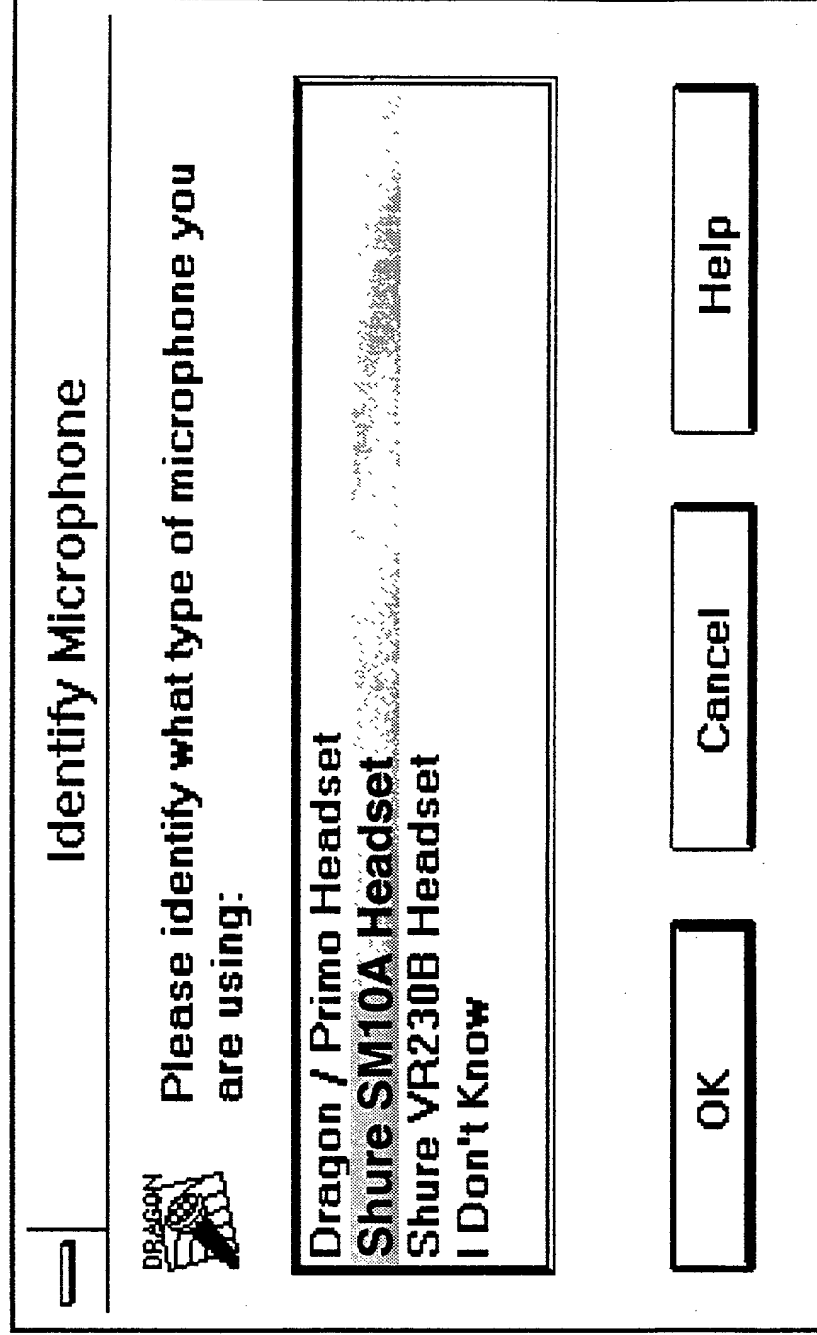 Identify Microphone
DRAGON
Please identify what type of microphone you
are using:
Dragon / Primo Headset
Shure SM10A Headset
Shure VR230B Headset
I Don't Know
OK
Cancel
Help